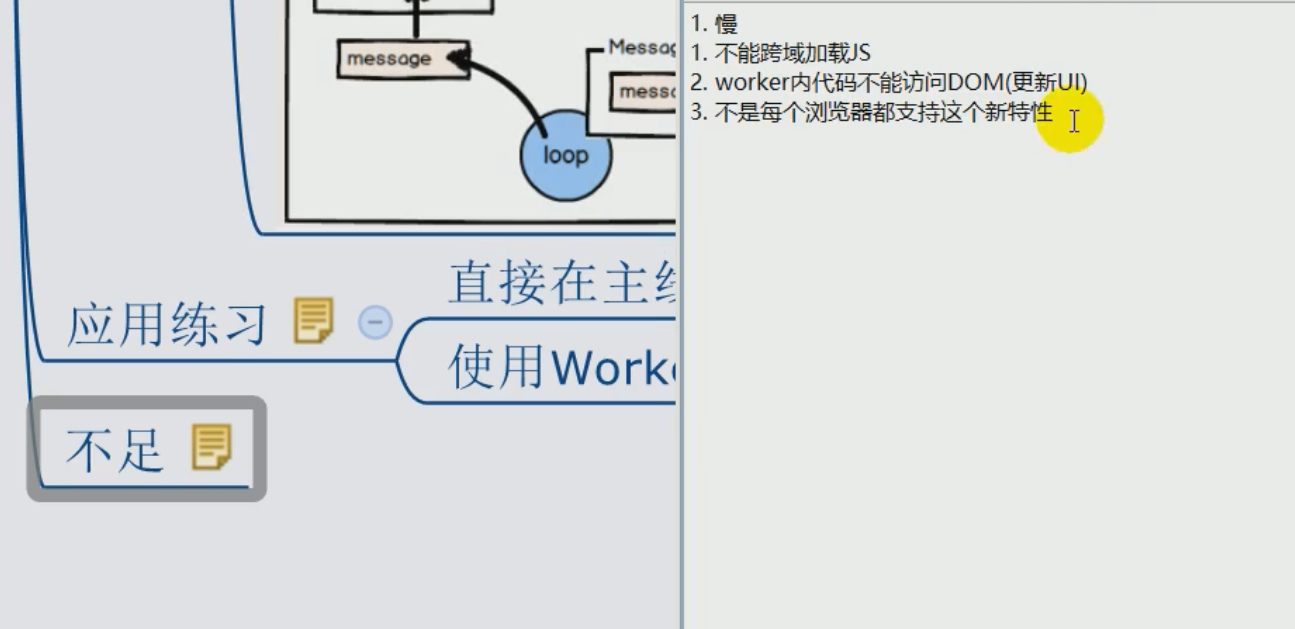 message
Messag
mess
loop
直接在主
应用练习
使用Work
不足
1. 慢
1. 不能跨域加载JS
2. worker内代码不能访问DOM(更新UI)
3. 不是每个浏览器都支持这个新特性